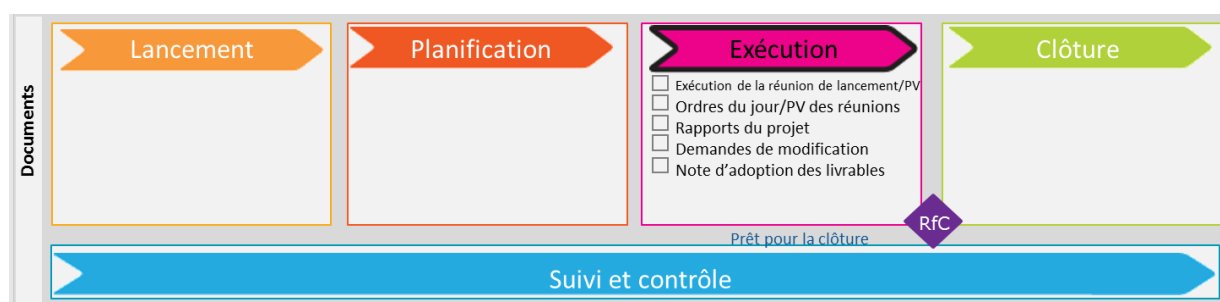 Documents
Lancement
Planification
Exécution
Clôture
Exécution de la réunion de lancement/PV
Ordres du jour/PV des réunions
Rapports du projet
Demandes de modification
Note d’adoption des livrables
RfC
Prêt pour la clôture
Suivi et contrôle